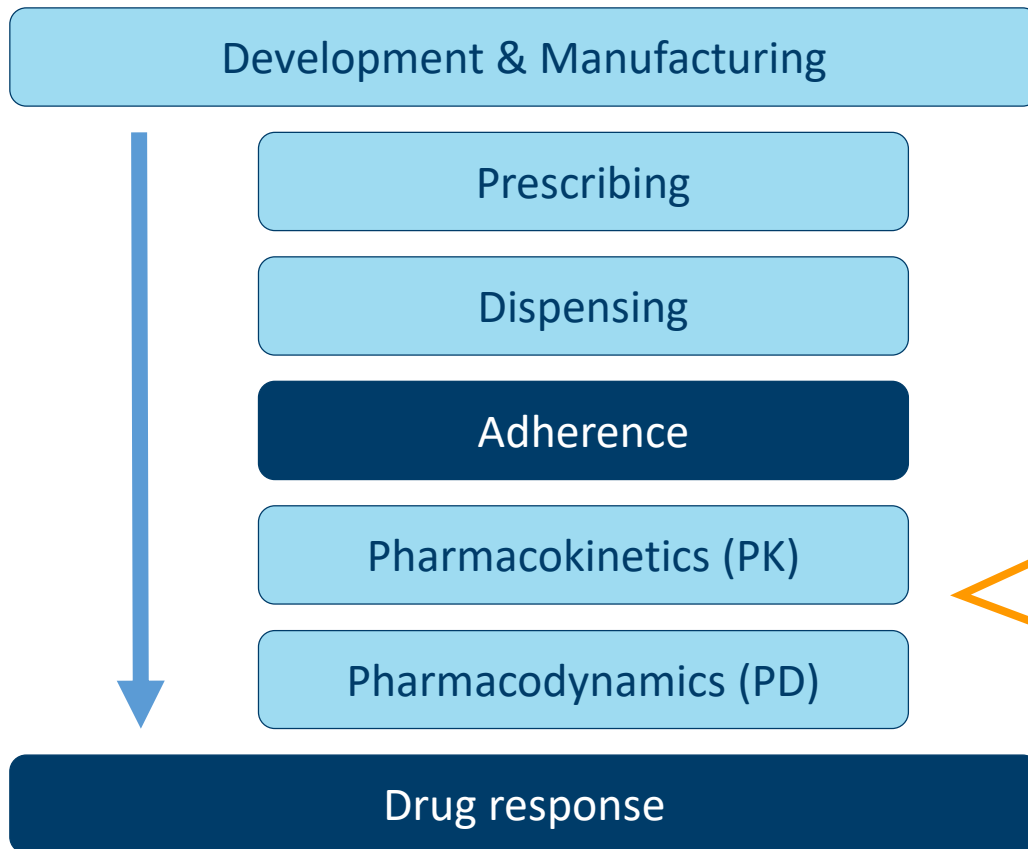 Development & Manufacturing
Prescribing
Dispensing
Adherence
Pharmacokinetics (PK)
Pharmacodynamics (PD)
Drug response